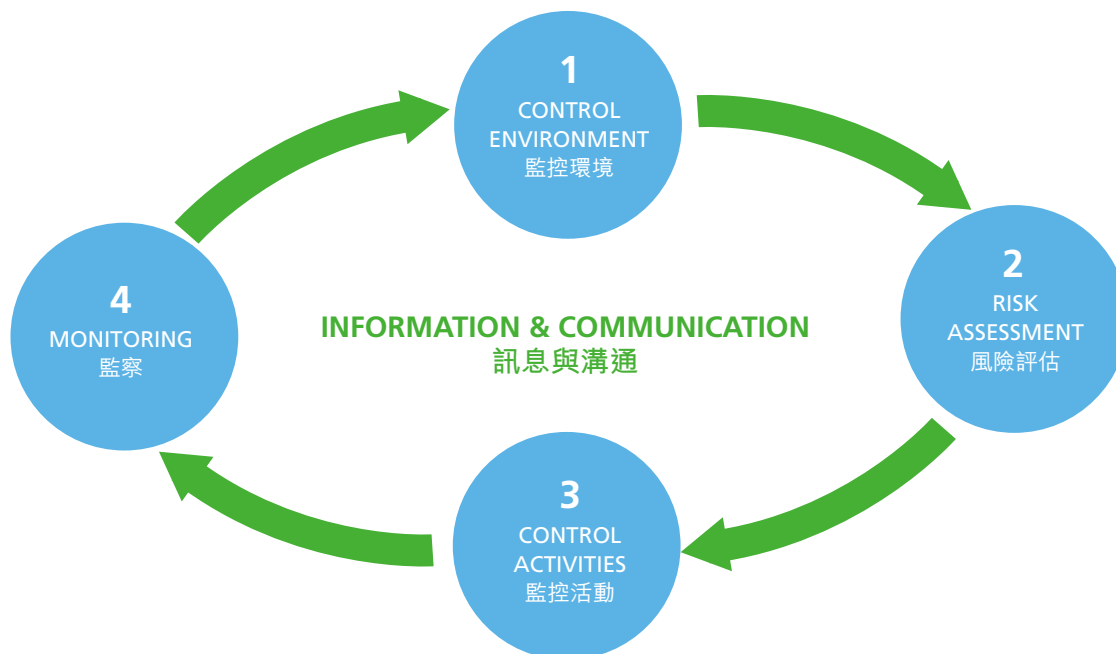 1
CONTROL
ENVIRONMENT
監控環境
2
RISK
ASSESSMENT
風險評估
3
CONTROL
ACTIVITIES
監控活動
4
MONITORING
監察
INFORMATION & COMMUNICATION
訊息與溝通